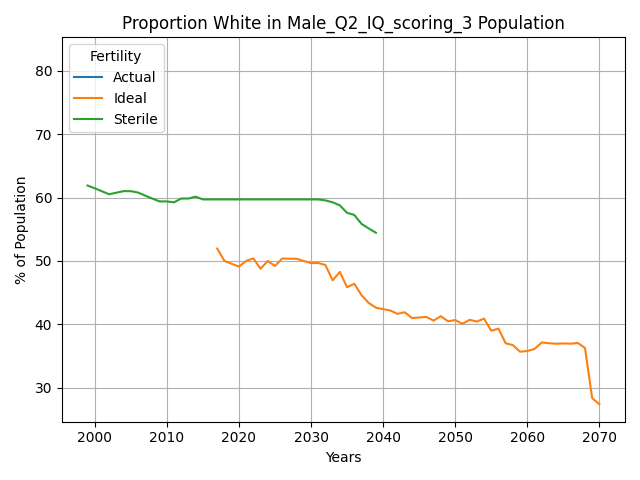 Proportion White in Male_Q2_IQ_scoring_3 Population
Fertility
Actual
Ideal
Sterile
% of Population
80
70
60
50
40
30
2000 2010 2020 2030 2040 2050 2060 2070
Years